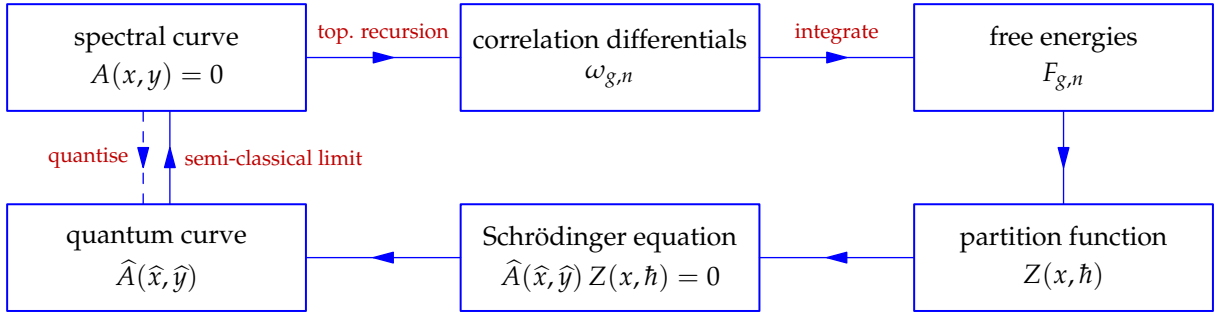 spectral curve
A(x, y) = 0
top. recursion
correlation differentials
ω_{g,n}
integrate
free energies
F_{g,n}
quantise
semi-classical limit
quantum curve
Â(x̂, ŷ)
Schrödinger equation
Â(x̂, ŷ) Z(x, ħ) = 0
partition function
Z(x, ħ)